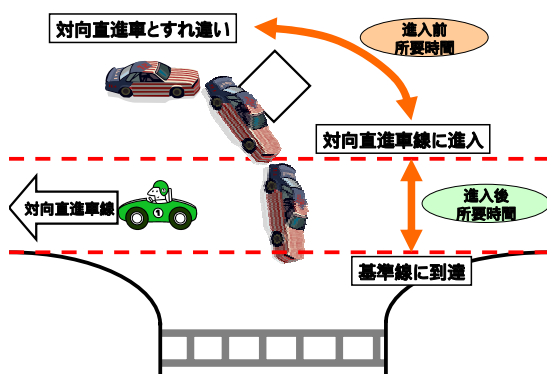 対向直進車とすれ違い
進入前
所要時間
対向直進車線に進入
対向直進車線
1
進入後
所要時間
基準線に到達